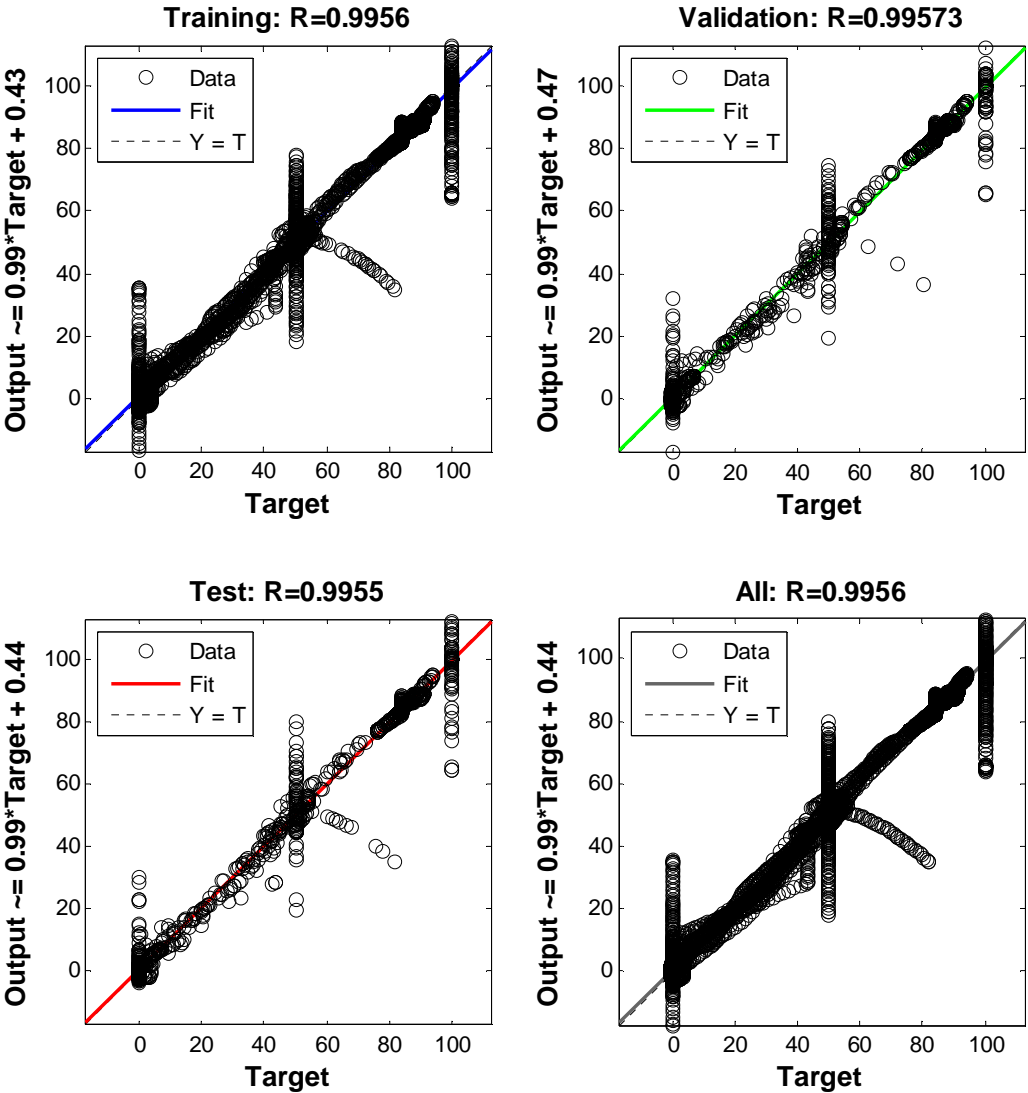 Training: R=0.9956
Output ~= 0.99*Target + 0.43
Data
Fit
Y = T
100
80
60
40
20
0
0 20 40 60 80 100
Target
Validation: R=0.99573
Output ~= 0.99*Target + 0.47
Data
Fit
Y = T
100
80
60
40
20
0
0 20 40 60 80 100
Target
Test: R=0.9955
Output ~= 0.99*Target + 0.44
Data
Fit
Y = T
100
80
60
40
20
0
0 20 40 60 80 100
Target
All: R=0.9956
Output ~= 0.99*Target + 0.44
Data
Fit
Y = T
100
80
60
40
20
0
0 20 40 60 80 100
Target